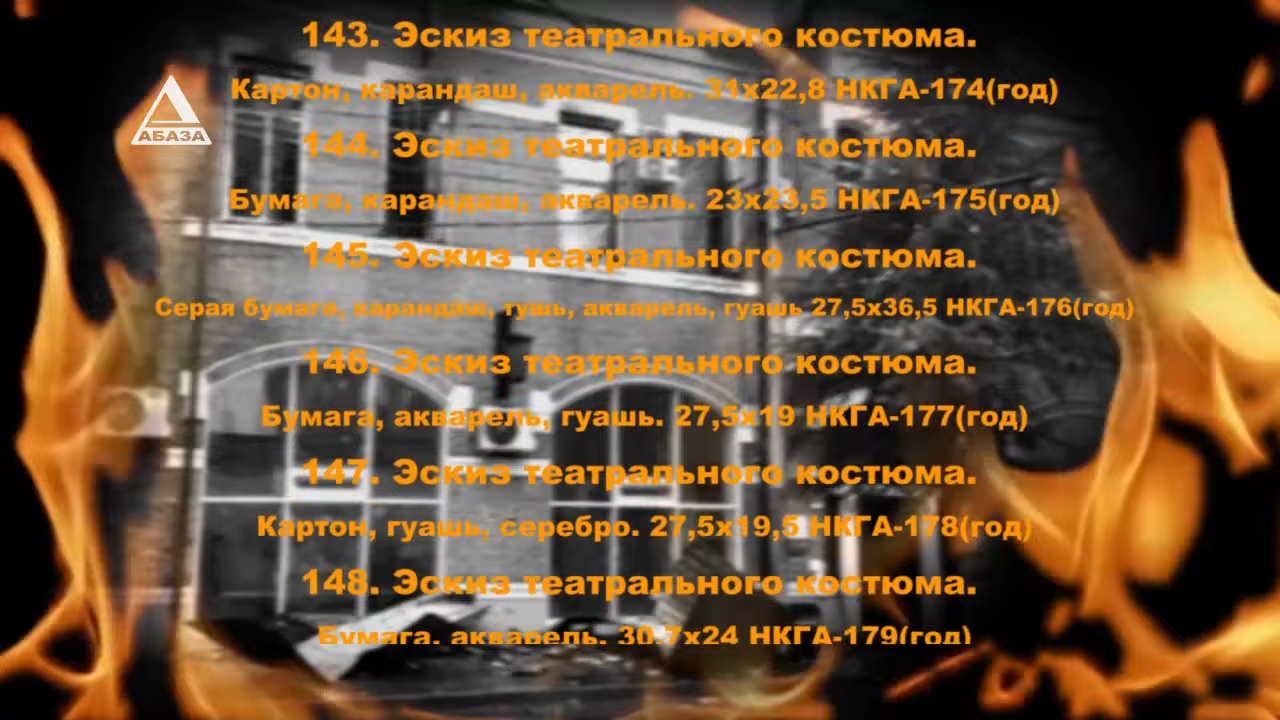 143. Эскиз театрального костюма.
Картон, карандаш, акварель. 31х22,8 НКГА-174(год)
АБАЗА
144. Эскиз театрального костюма.
Бумага, карандаш, акварель. 23х23,5 НКГА-175(год)
145. Эскиз театрального костюма.
Серая бумага, карандаш, тушь, акварель, гуашь 27,5х36,5 НКГА-176(год)
146. Эскиз театрального костюма.
Бумага, акварель, гуашь. 27,5х19 НКГА-177(год)
147. Эскиз театрального костюма.
Картон, гуашь, серебро. 27,5х19,5 НКГА-178(год)
148. Эскиз театрального костюма.
Бумага, акварель. 30,7х24 НКГА-179(год)